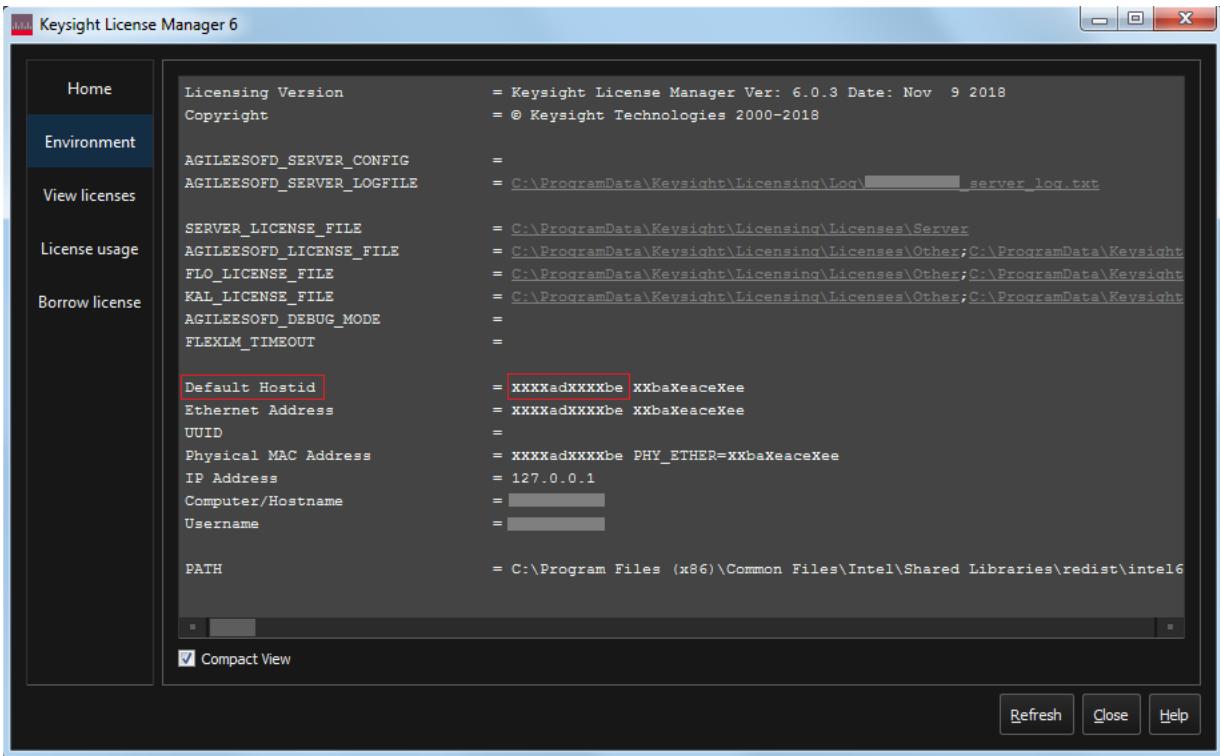 Keysight License Manager 6
Home
Environment
View licenses
License usage
Borrow license
Licensing Version = Keysight License Manager Ver: 6.0.3 Date: Nov 9 2018
Copyright = © Keysight Technologies 2000-2018
AGILEESOFD_SERVER_CONFIG =
AGILEESOFD_SERVER_LOGFILE = C:\ProgramData\Keysight\Licensing\Log\ _server_log.txt
SERVER_LICENSE_FILE = C:\ProgramData\Keysight\Licensing\Licenses\Server
AGILEESOFD_LICENSE_FILE = C:\ProgramData\Keysight\Licensing\Licenses\Other;C:\ProgramData\Keysight
FLO_LICENSE_FILE = C:\ProgramData\Keysight\Licensing\Licenses\Other;C:\ProgramData\Keysight
KAL_LICENSE_FILE = C:\ProgramData\Keysight\Licensing\Licenses\Other;C:\ProgramData\Keysight
AGILEESOFD_DEBUG_MODE =
FLEXLM_TIMEOUT =
Default Hostid = XXXXadXXXXbe XXbaXeaceXee
Ethernet Address = XXXXadXXXXbe XXbaXeaceXee
UUID =
Physical MAC Address = XXXXadXXXXbe PHY_ETHER=XXbaXeaceXee
IP Address = 127.0.0.1
Computer/Hostname =
Username =
PATH = C:\Program Files (x86)\Common Files\Intel\Shared Libraries\redist\intel6
Compact View
Refresh
Close
Help